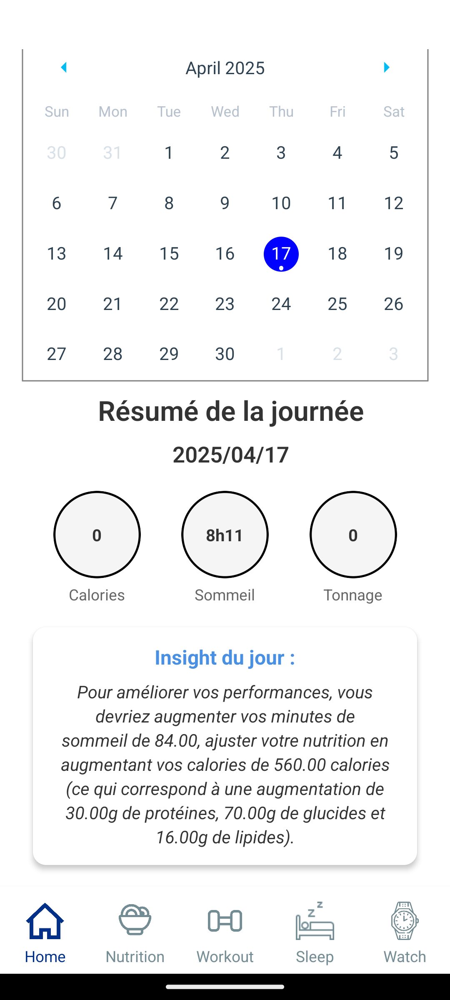 April 2025
Sun Mon Tue Wed Thu Fri Sat
30 31 1 2 3 4 5
6 7 8 9 10 11 12
13 14 15 16 17 18 19
20 21 22 23 24 25 26
27 28 29 30 1 2 3
Résumé de la journée
2025/04/17
0 8h11 0
Calories Sommeil Tonnage
Insight du jour :
Pour améliorer vos performances, vous
devriez augmenter vos minutes de
sommeil de 84.00, ajuster votre nutrition en
augmentant vos calories de 560.00 calories
(ce qui correspond à une augmentation de
30.00g de protéines, 70.00g de glucides et
16.00g de lipides).
z
z
Home Nutrition Workout Sleep Watch